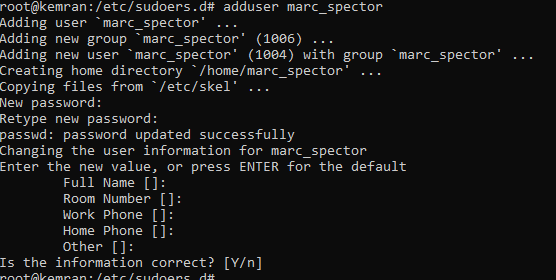 root@kemran:/etc/sudoers.d# adduser marc_spector
Adding user `marc_spector' ...
Adding new group `marc_spector' (1006) ...
Adding new user `marc_spector' (1004) with group `marc_spector' ...
Creating home directory `/home/marc_spector' ...
Copying files from `/etc/skel' ...
New password:
Retype new password:
passwd: password updated successfully
Changing the user information for marc_spector
Enter the new value, or press ENTER for the default
        Full Name []:
        Room Number []:
        Work Phone []:
        Home Phone []:
        Other []:
Is the information correct? [Y/n]
root@kemran:/etc/sudoers.d#